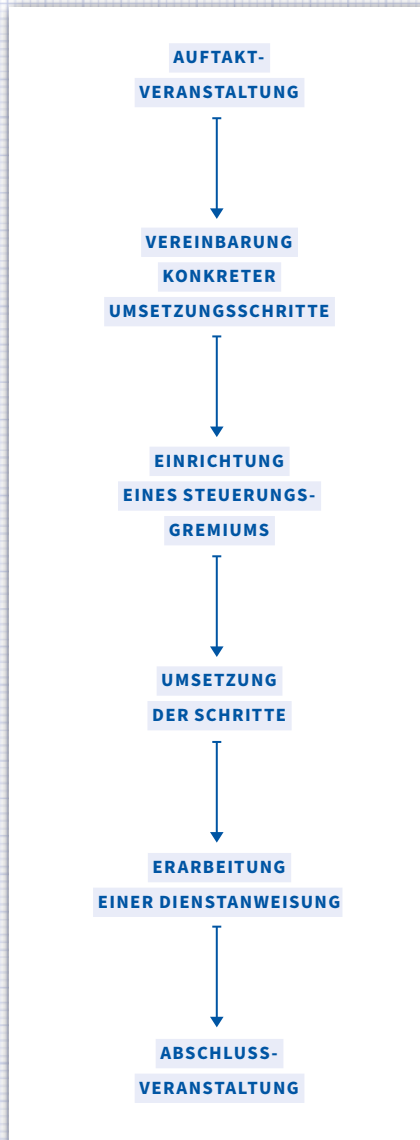 AUFTAKT-
VERANSTALTUNG
VEREINBARUNG
KONKRETER
UMSETZUNGSSCHRITTE
EINRICHTUNG
EINES STEUERUNGS-
GREMIUMS
UMSETZUNG
DER SCHRITTE
ERARBEITUNG
EINER DIENSTANWEISUNG
ABSCHLUSS-
VERANSTALTUNG